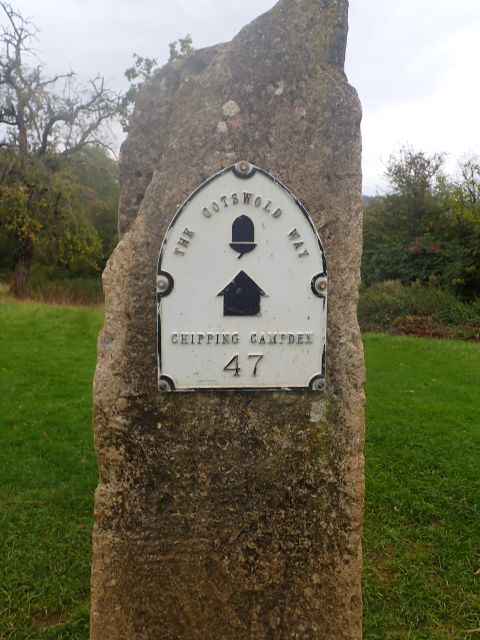 THE COTSWOLD WAY
CHIPPING CAMPDEN
47